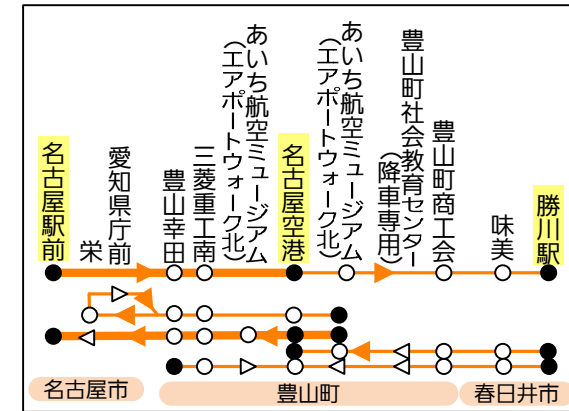 名古屋駅前
栄
愛知県庁前
豊山幸田
三菱重工南
あいち航空ミュージアム
(エアポートウォーク北)
名古屋空港
あいち航空ミュージアム
(エアポートウォーク北)
豊山町社会教育センター
(降車専用)
豊山町商工会
味美
勝川駅
名古屋市
豊山町
春日井市